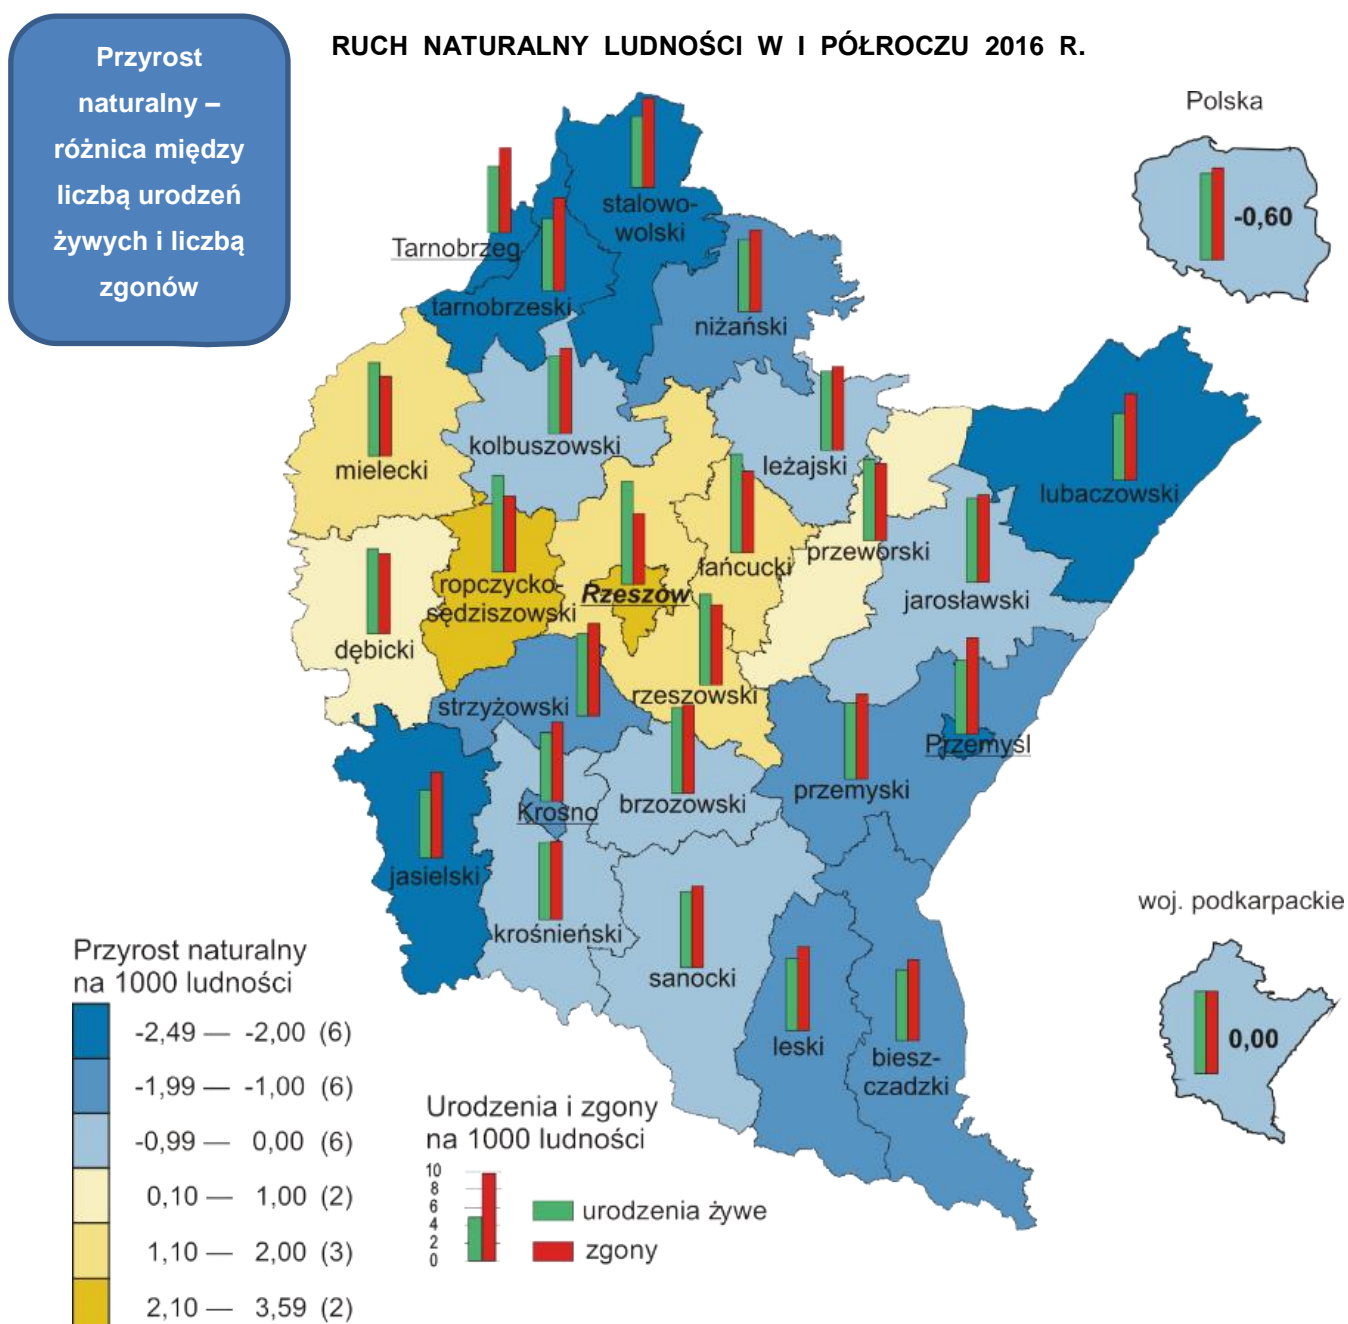 Przyrost
naturalny –
różnica między
liczbą urodzeń
żywych i liczbą
zgonów
RUCH NATURALNY LUDNOŚCI W I PÓŁROCZU 2016 R.
Polska
-0,60
stalowo-
wolski
Tarnobrzeg
tarnobrzeski
niżański
mielecki
kolbuszowski
leżajski
lubaczowski
przeworski
łańcucki
ropczycko-
sędziszowski
Rzeszów
jarosławski
dębicki
rzeszowski
strzyżowski
Przemyśl
przemyski
brzozowski
Krosno
jasielski
krośnieński
sanocki
leski
biesz-
czadzki
woj. podkarpackie
0,00
Przyrost naturalny
na 1000 ludności
-2,49 — -2,00 (6)
-1,99 — -1,00 (6)
-0,99 — 0,00 (6)
0,10 — 1,00 (2)
1,10 — 2,00 (3)
2,10 — 3,59 (2)
Urodzenia i zgony
na 1000 ludności
10
8
6
4
2
0
urodzenia żywe
zgony